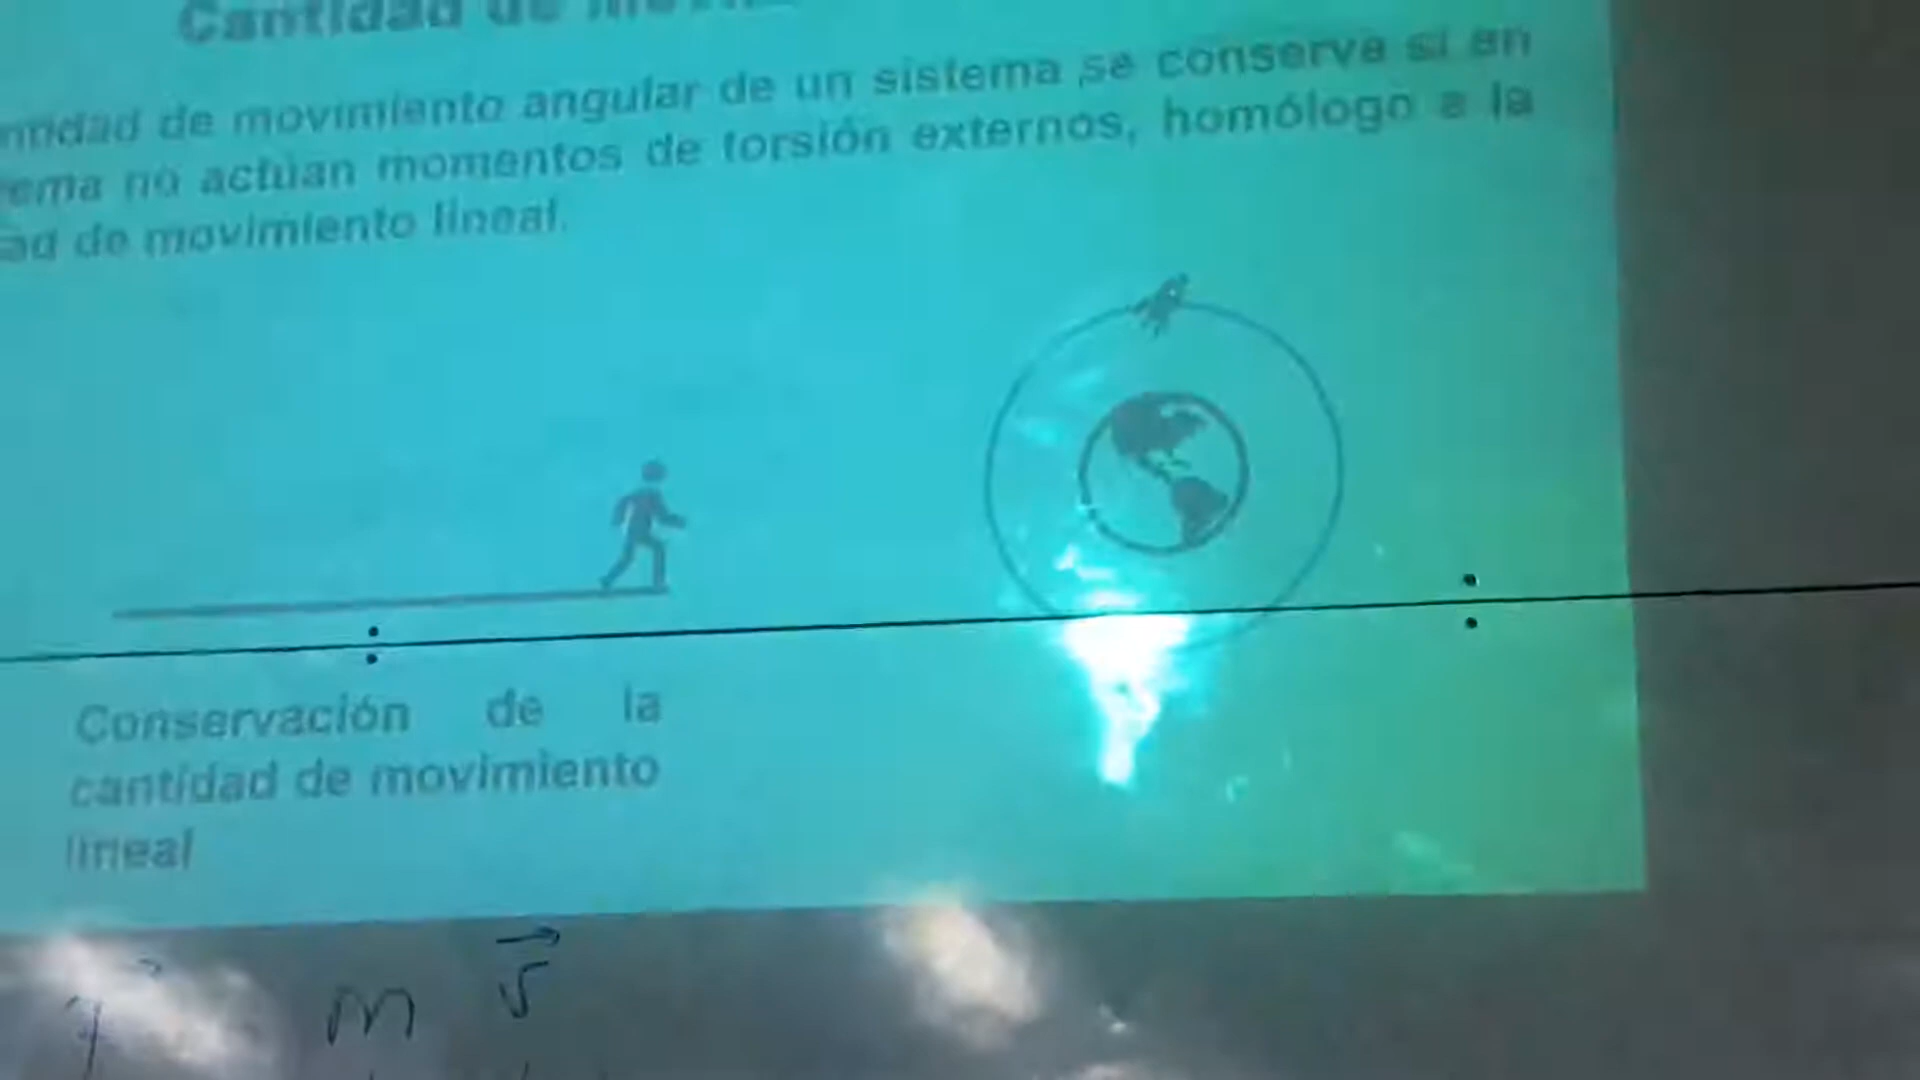 Cantidad de
ntidad de movimiento angular de un sistema se conserva si en
ema no actúan momentos de torsión externos, homólogo a la
ad de movimiento lineal.
Conservación de la
cantidad de movimiento
lineal
m v